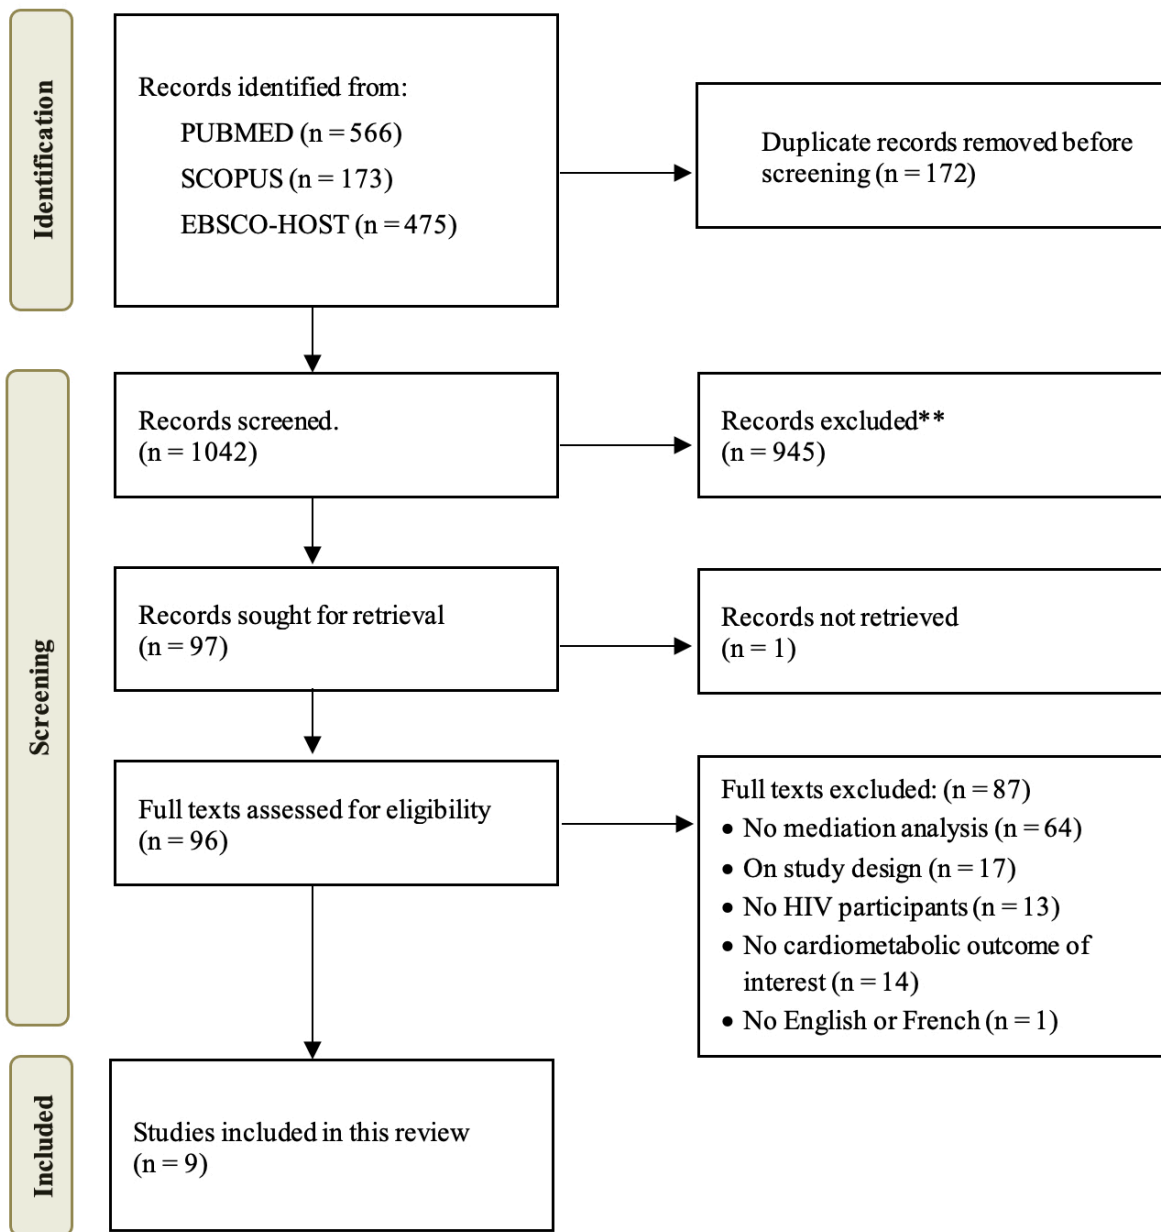 Identification
Records identified from:
PUBMED (n = 566)
SCOPUS (n = 173)
EBSCO-HOST (n = 475)
Duplicate records removed before
screening (n = 172)
Screening
Records screened.
(n = 1042)
Records excluded**
(n = 945)
Records sought for retrieval
(n = 97)
Records not retrieved
(n = 1)
Full texts assessed for eligibility
(n = 96)
Full texts excluded: (n = 87)
• No mediation analysis (n = 64)
• On study design (n = 17)
• No HIV participants (n = 13)
• No cardiometabolic outcome of
interest (n = 14)
• No English or French (n = 1)
Included
Studies included in this review
(n = 9)